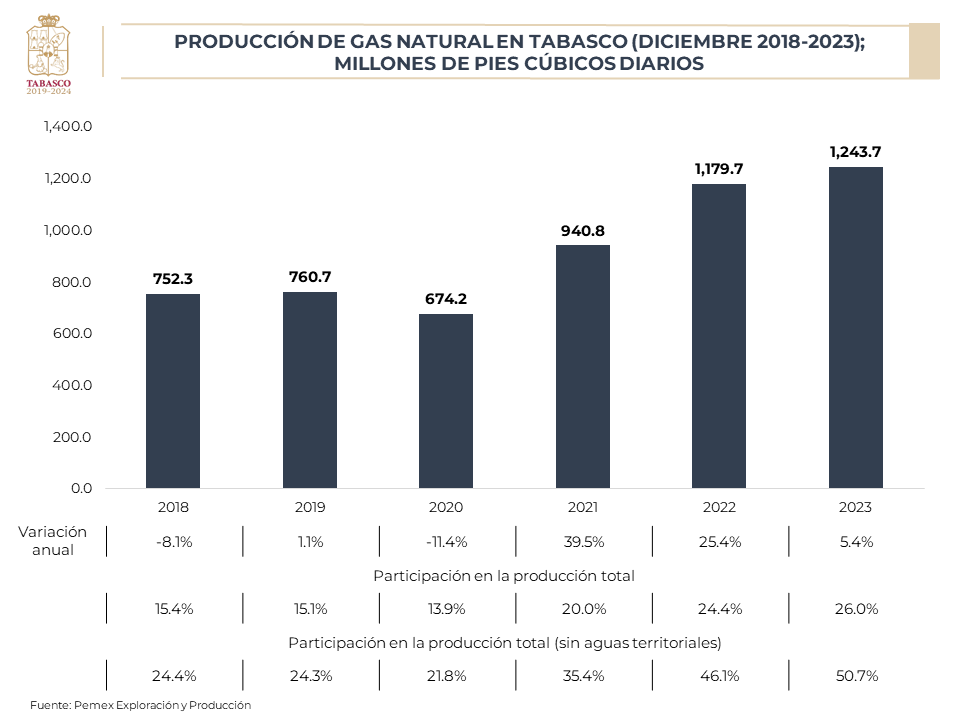 TABASCO
2019-2024
PRODUCCIÓN DE GAS NATURAL EN TABASCO (DICIEMBRE 2018-2023);
MILLONES DE PIES CÚBICOS DIARIOS
1,400.0
1,200.0
1,000.0
800.0
600.0
400.0
200.0
0.0
752.3
760.7
674.2
940.8
1,179.7
1,243.7
2018 2019 2020 2021 2022 2023
Variación
anual
-8.1% 1.1% -11.4% 39.5% 25.4% 5.4%
Participación en la producción total
15.4% 15.1% 13.9% 20.0% 24.4% 26.0%
Participación en la producción total (sin aguas territoriales)
24.4% 24.3% 21.8% 35.4% 46.1% 50.7%
Fuente: Pemex Exploración y Producción